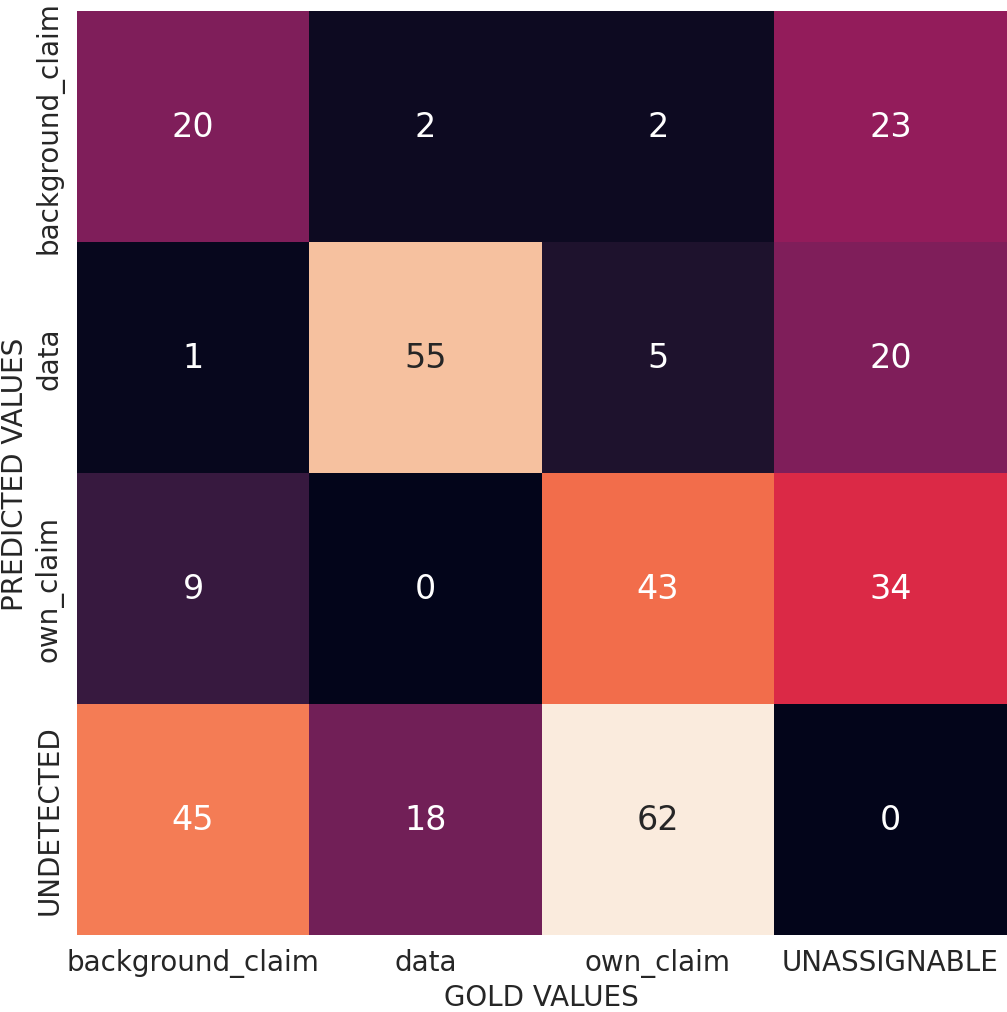 PREDICTED VALUES
background_claim
20 2 2 23
data
1 55 5 20
own_claim
9 0 43 34
UNDETECTED
45 18 62 0
background_claim data own_claim UNASSIGNABLE
GOLD VALUES